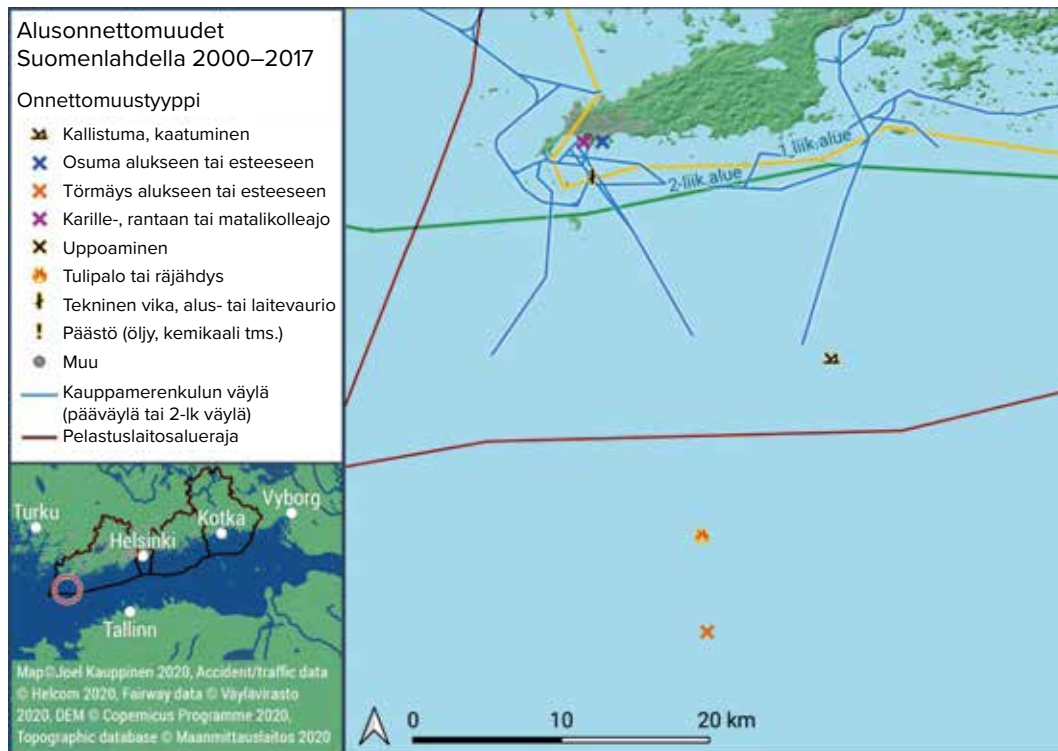 Alusonnettomuudet
Suomenlahdella 2000–2017
Onnettomuustyyppi
Kallistuma, kaatuminen
Osuma alukseen tai esteeseen
Törmäys alukseen tai esteeseen
Karille-, rantaan tai matalikolleajo
Uppoaminen
Tulipalo tai räjähdys
Tekninen vika, alus- tai laitevaurio
Päästö (öljy, kemikaali tms.)
Muu
Kauppamerenkulun väylä
(pääväylä tai 2-lk väylä)
Pelastuslaitosalueraja
1 liik. alue
2-liik. alue
Turku
Helsinki
Kotka
Vyborg
Tallinn
Map©Joel Kauppinen 2020, Accident/traffic data
© Helcom 2020, Fairway data © Väylävirasto
2020, DEM © Copernicus Programme 2020,
Topographic database © Maanmittauslaitos 2020
0 10 20 km